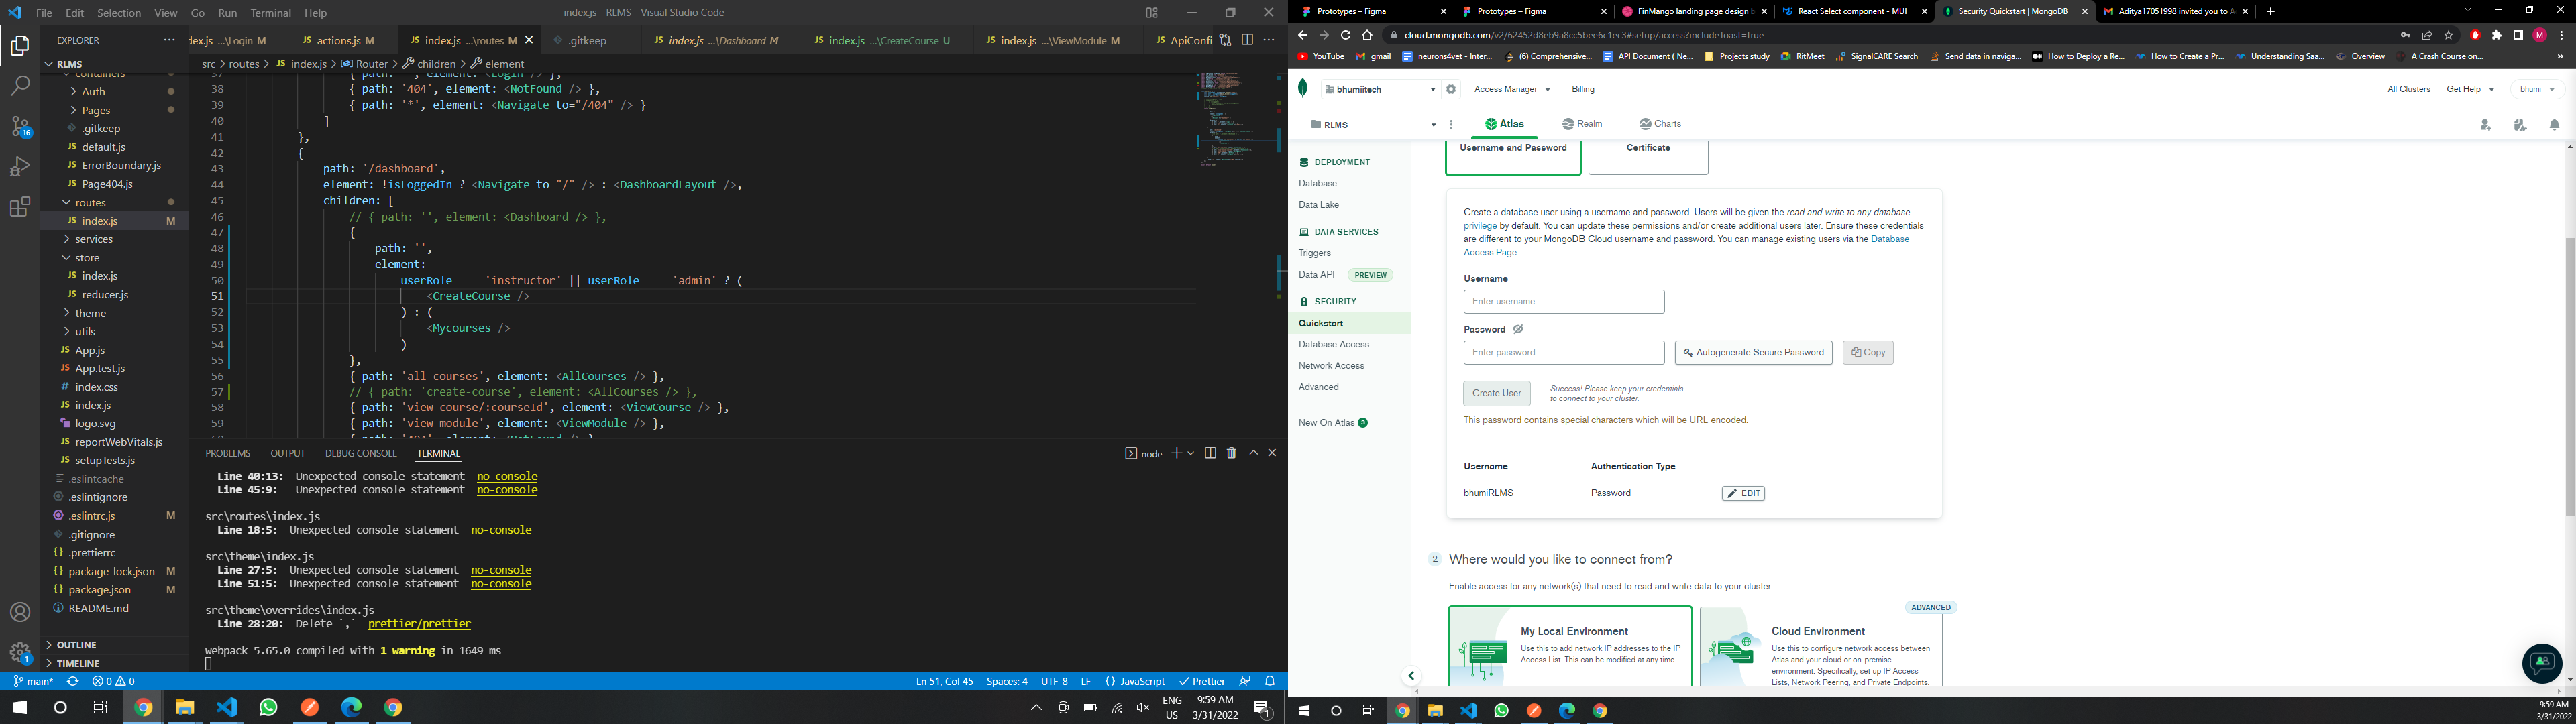 File Edit Selection View Go Run Terminal Help
index.js - RLMS - Visual Studio Code
EXPLORER
RLMS
containers
Auth
Pages
.gitkeep
default.js
ErrorBoundary.js
Page404.js
routes
index.js M
services
store
index.js
reducer.js
theme
utils
App.js
App.test.js
index.css
index.js
logo.svg
reportWebVitals.js
setupTests.js
.eslintcache
.eslintignore
.eslintrc.js M
.gitignore
.prettierrc
package-lock.json M
package.json M
README.md
OUTLINE
TIMELINE
16
1
dex.js ...\Login M
actions.js M
index.js ...\routes M
.gitkeep
index.js ...\Dashboard M
index.js ...\CreateCourse U
index.js ...\ViewModule M
ApiConfi
src > routes > index.js > Router > children > element
37 { path: '', element: <Login /> },
38 { path: '404', element: <NotFound /> },
39 { path: '*', element: <Navigate to="/404" /> }
40 ]
41 },
42 {
43 path: '/dashboard',
44 element: !isLoggedIn ? <Navigate to="/" /> : <DashboardLayout />,
45 children: [
46 // { path: '', element: <Dashboard /> },
47 {
48 path: '',
49 element:
50 userRole === 'instructor' || userRole === 'admin' ? (
51 <CreateCourse />
52 ) : (
53 <Mycourses />
54 )
55 },
56 { path: 'all-courses', element: <AllCourses /> },
57 // { path: 'create-course', element: <AllCourses /> },
58 { path: 'view-course/:courseId', element: <ViewCourse /> },
59 { path: 'view-module', element: <ViewModule /> },
60 { path: '404', element: <NotFound /> },
PROBLEMS OUTPUT DEBUG CONSOLE TERMINAL
node
Line 40:13: Unexpected console statement no-console
Line 45:9: Unexpected console statement no-console
src\routes\index.js
Line 18:5: Unexpected console statement no-console
src\theme\index.js
Line 27:5: Unexpected console statement no-console
Line 51:5: Unexpected console statement no-console
src\theme\overrides\index.js
Line 28:20: Delete `,` prettier/prettier
webpack 5.65.0 compiled with 1 warning in 1649 ms
main* 0 0
Ln 51, Col 45 Spaces: 4 UTF-8 LF {} JavaScript Prettier
ENG
US
9:59 AM
3/31/2022
1
Prototypes – Figma
Prototypes – Figma
FinMango landing page design b
React Select component - MUI
Security Quickstart | MongoDB
Aditya17051998 invited you to A
cloud.mongodb.com/v2/62452d8eb9a8cc5bee6c1ec3#setup/access?includeToast=true
M
YouTube
gmail
neurons4vet - Inter...
(6) Comprehensive...
API Document ( Ne...
Projects study
RitMeet
SignalCARE Search
Send data in naviga...
How to Deploy a Re...
How to Create a Pr...
Understanding Saa...
Overview
A Crash Course on...
bhumiitech
Access Manager
Billing
All Clusters
Get Help
bhumi
RLMS
Atlas
Realm
Charts
DEPLOYMENT
Database
Data Lake
DATA SERVICES
Triggers
Data API PREVIEW
SECURITY
Quickstart
Database Access
Network Access
Advanced
New On Atlas 3
Username and Password
Certificate
Create a database user using a username and password. Users will be given the read and write to any database
privilege by default. You can update these permissions and/or create additional users later. Ensure these credentials
are different to your MongoDB Cloud username and password. You can manage existing users via the Database
Access Page.
Username
Enter username
Password
Enter password
Autogenerate Secure Password
Copy
Create User
Success! Please keep your credentials
to connect to your cluster.
This password contains special characters which will be URL-encoded.
Username Authentication Type
bhumiRLMS Password EDIT
2 Where would you like to connect from?
Enable access for any network(s) that need to read and write data to your cluster.
My Local Environment
Use this to add network IP addresses to the IP
Access List. This can be modified at any time.
ADVANCED
Cloud Environment
Use this to configure network access between
Atlas and your cloud or on-premise
environment. Specifically, set up IP Access
Lists, Network Peering, and Private Endpoints.
9:59 AM
3/31/2022